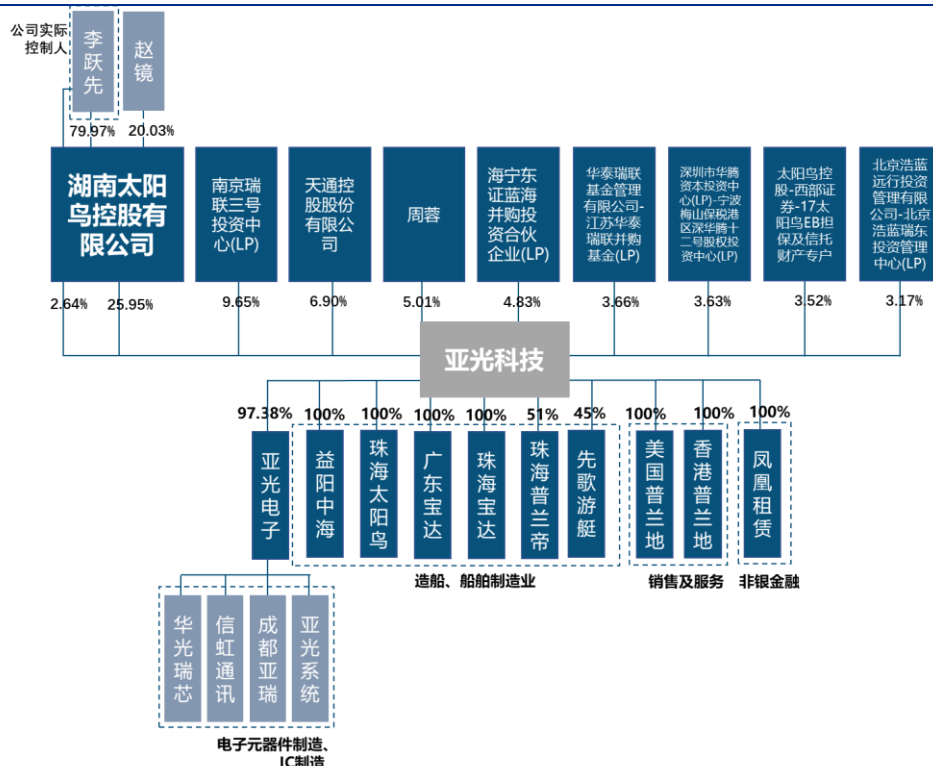 公司实际
控制人
李跃先
赵镜
79.97%
20.03%
湖南太阳
鸟控股有
限公司
南京瑞
联三号
投资中
心(LP)
天通控
股股份
有限公
司
周蓉
海宁东
证蓝海
并购投
资合伙
企业(LP)
华泰瑞联
基金管理
有限公司-
江苏华泰
瑞联并购
基金(LP)
深圳市华腾
资本投资中
心(LP)-宁波
梅山保税港
区深华腾十
二号股权投
资中心(LP)
太阳鸟控
股-西部证
券-17太
阳鸟EB担
保及信托
财产专户
北京浩蓝
远行投资
管理有限
公司-北京
浩蓝瑞东
投资管理
中心(LP)
2.64%
25.95%
9.65%
6.90%
5.01%
4.83%
3.66%
3.63%
3.52%
3.17%
亚光科技
97.38%
100%
100%
100%
100%
51%
45%
100%
100%
100%
亚光电子
益阳中海
珠海太阳鸟
广东宝达
珠海宝达
珠海普兰帝
先歌游艇
美国普兰地
香港普兰地
凤凰租赁
造船、船舶制造业
销售及服务
非银金融
华光瑞芯
信虹通讯
成都亚瑞
亚光系统
电子元器件制造、
IC制造